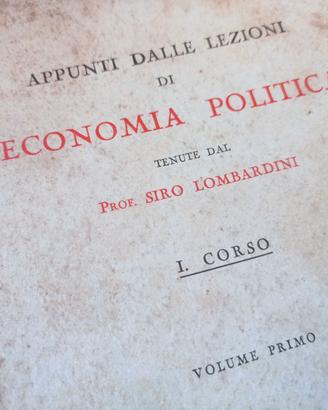 APPUNTI DALLE LEZIONI
DI
ECONOMIA POLITICA
TENUTE DAL
PROF. SIRO LOMBARDINI
I. CORSO
VOLUME PRIMO